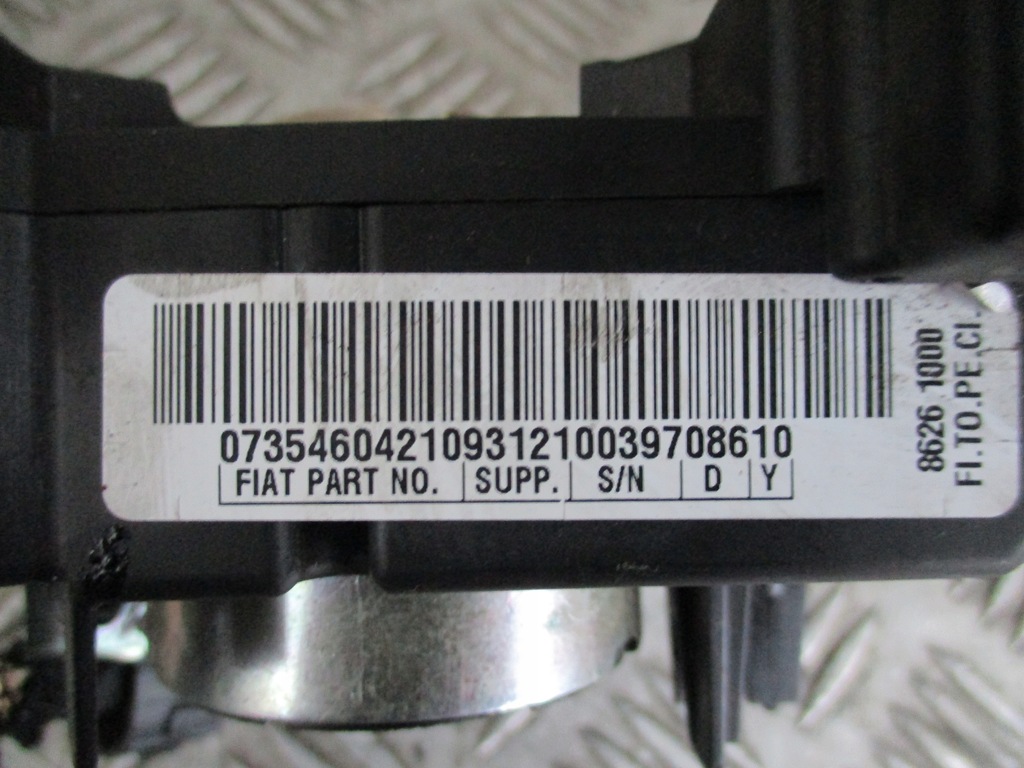 07354604210931210039708610
FIAT PART NO. SUPP. S/N D Y
8626 1000
FI.TO.PE.CI.